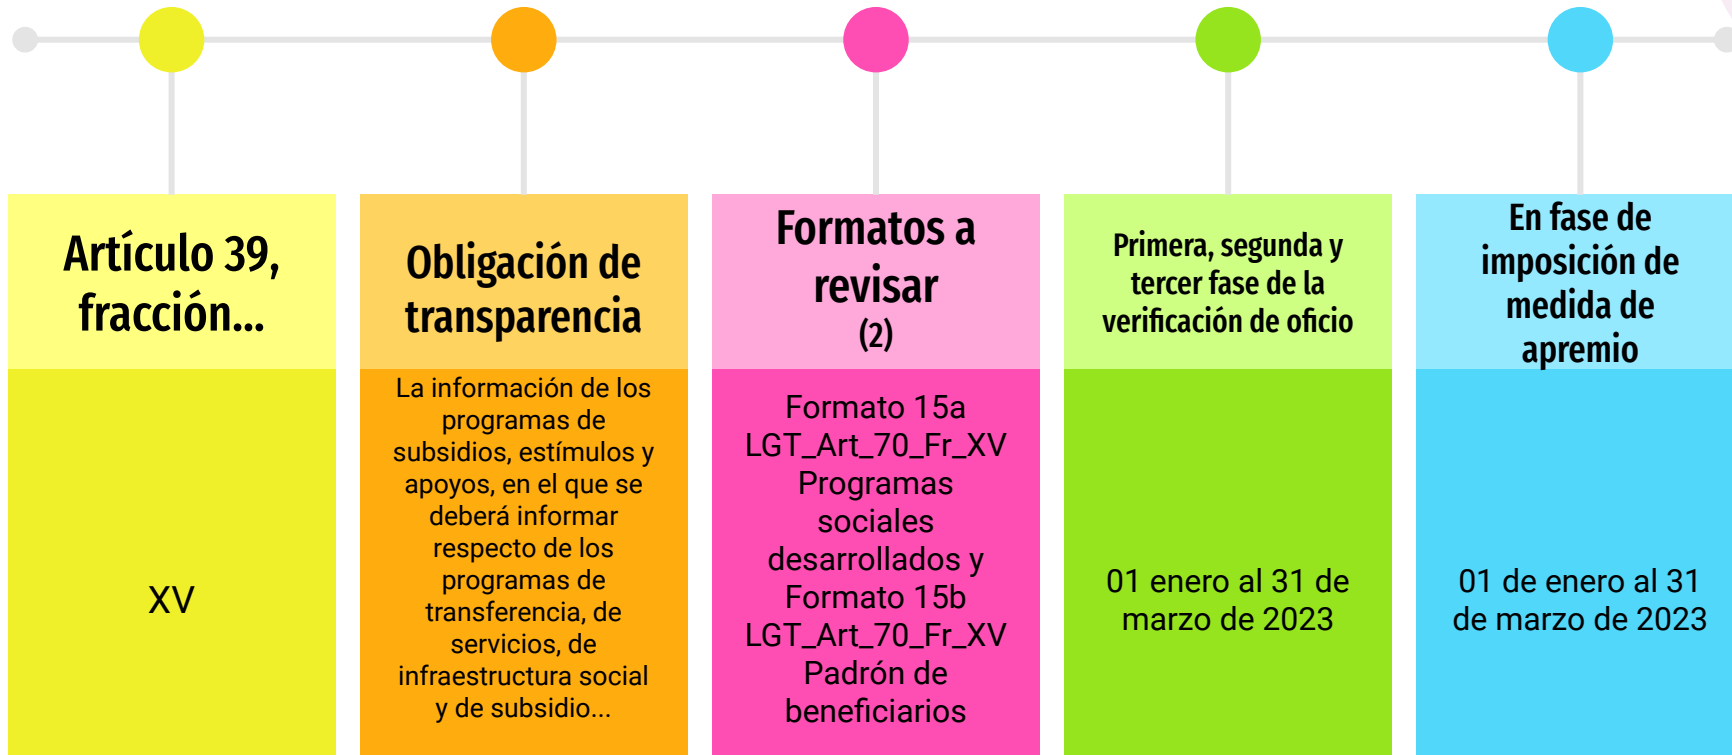 Artículo 39,
fracción...
XV
Obligación de
transparencia
La información de los
programas de
subsidios, estímulos y
apoyos, en el que se
deberá informar
respecto de los
programas de
transferencia, de
servicios, de
infraestructura social
y de subsidio...
Formatos a
revisar
(2)
Formato 15a
LGT_Art_70_Fr_XV
Programas
sociales
desarrollados y
Formato 15b
LGT_Art_70_Fr_XV
Padrón de
beneficiarios
Primera, segunda y
tercer fase de la
verificación de oficio
01 enero al 31 de
marzo de 2023
En fase de
imposición de
medida de
apremio
01 de enero al 31
de marzo de 2023